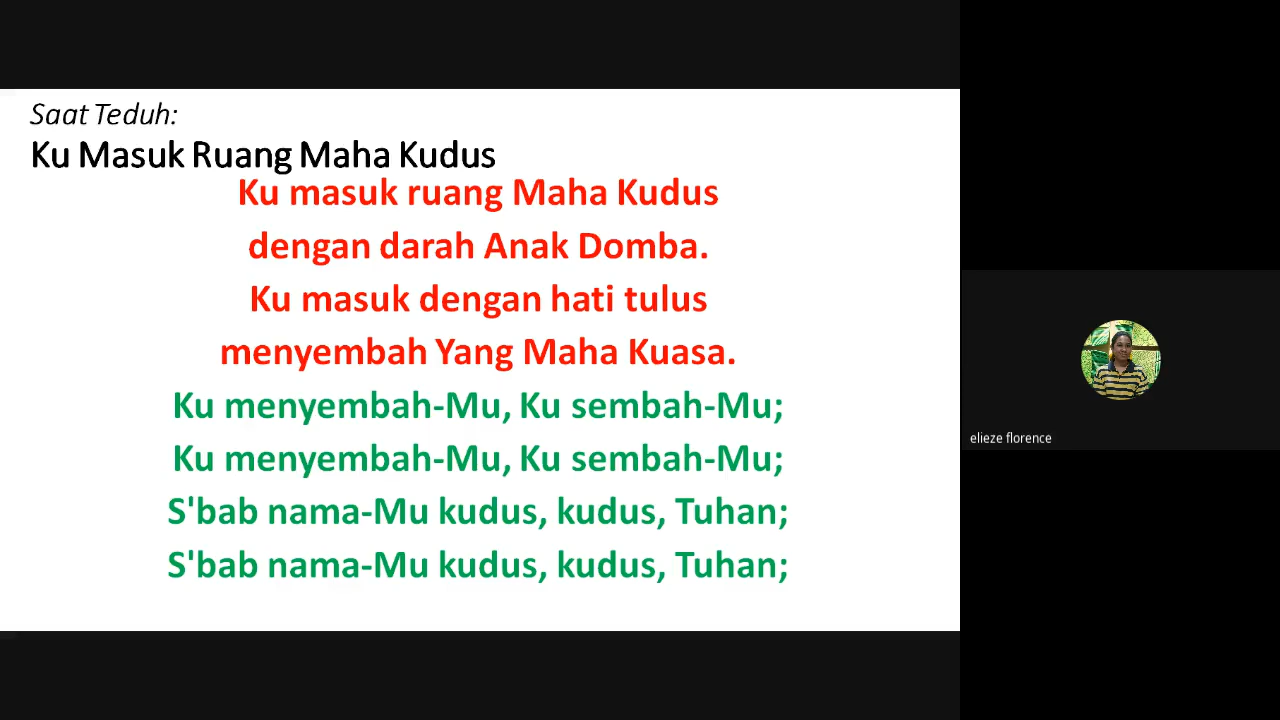 Saat Teduh:
Ku Masuk Ruang Maha Kudus
Ku masuk ruang Maha Kudus
dengan darah Anak Domba.
Ku masuk dengan hati tulus
menyembah Yang Maha Kuasa.
Ku menyembah-Mu, Ku sembah-Mu;
Ku menyembah-Mu, Ku sembah-Mu;
S'bab nama-Mu kudus, kudus, Tuhan;
S'bab nama-Mu kudus, kudus, Tuhan;
elieze florence